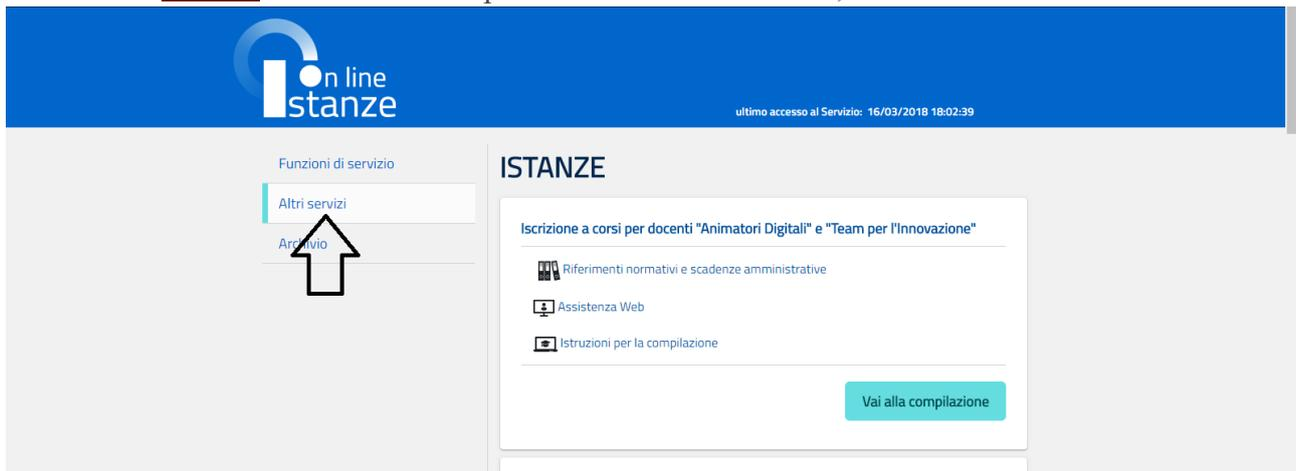 On line
Istanze
ultimo accesso al Servizio: 16/03/2018 18:02:39
Funzioni di servizio
Altri servizi
Archivio
ISTANZE
Iscrizione a corsi per docenti "Animatori Digitali" e "Team per l'Innovazione"
Riferimenti normativi e scadenze amministrative
Assistenza Web
Istruzioni per la compilazione
Vai alla compilazione